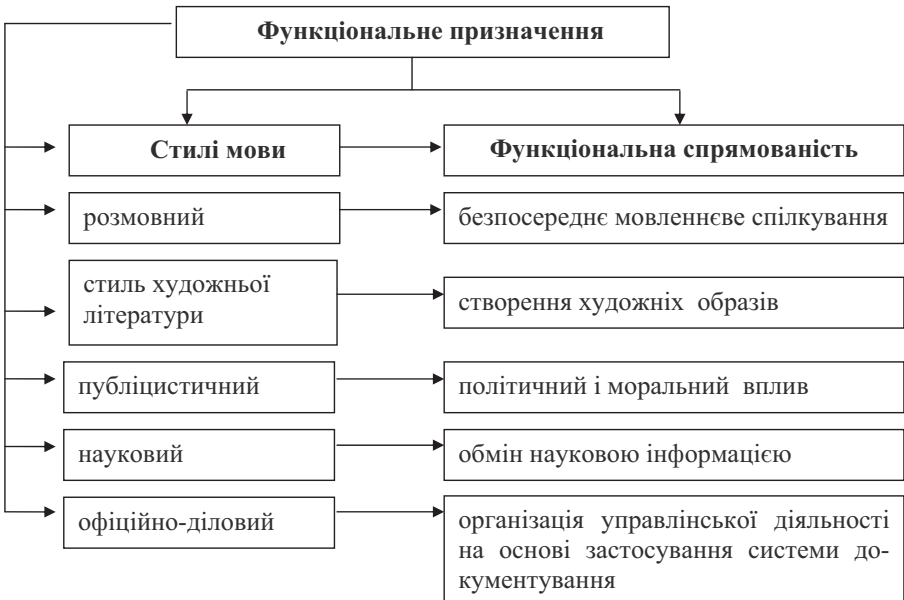 Функціональне призначення
Стилі мови
Функціональна спрямованість
розмовний
безпосереднє мовленнєве спілкування
стиль художньої
літератури
створення художніх образів
публіцистичний
політичний і моральний вплив
науковий
обмін науковою інформацією
офіційно-діловий
організація управлінської діяльності
на основі застосування системи до-
кументування